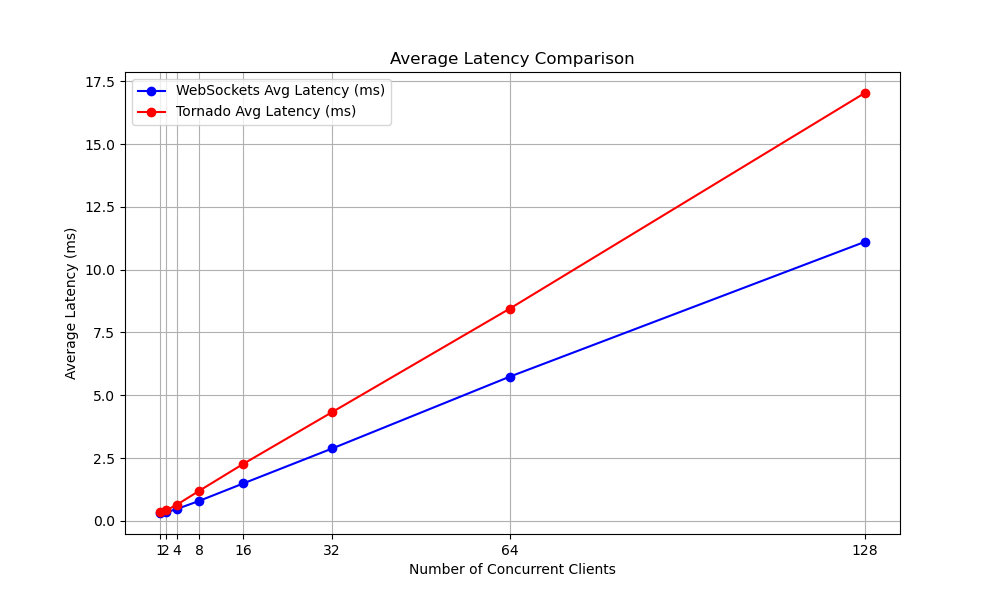 Average Latency Comparison
WebSockets Avg Latency (ms)
Tornado Avg Latency (ms)
Average Latency (ms)
17.5
15.0
12.5
10.0
7.5
5.0
2.5
0.0
1 2 4 8 16 32 64 128
Number of Concurrent Clients